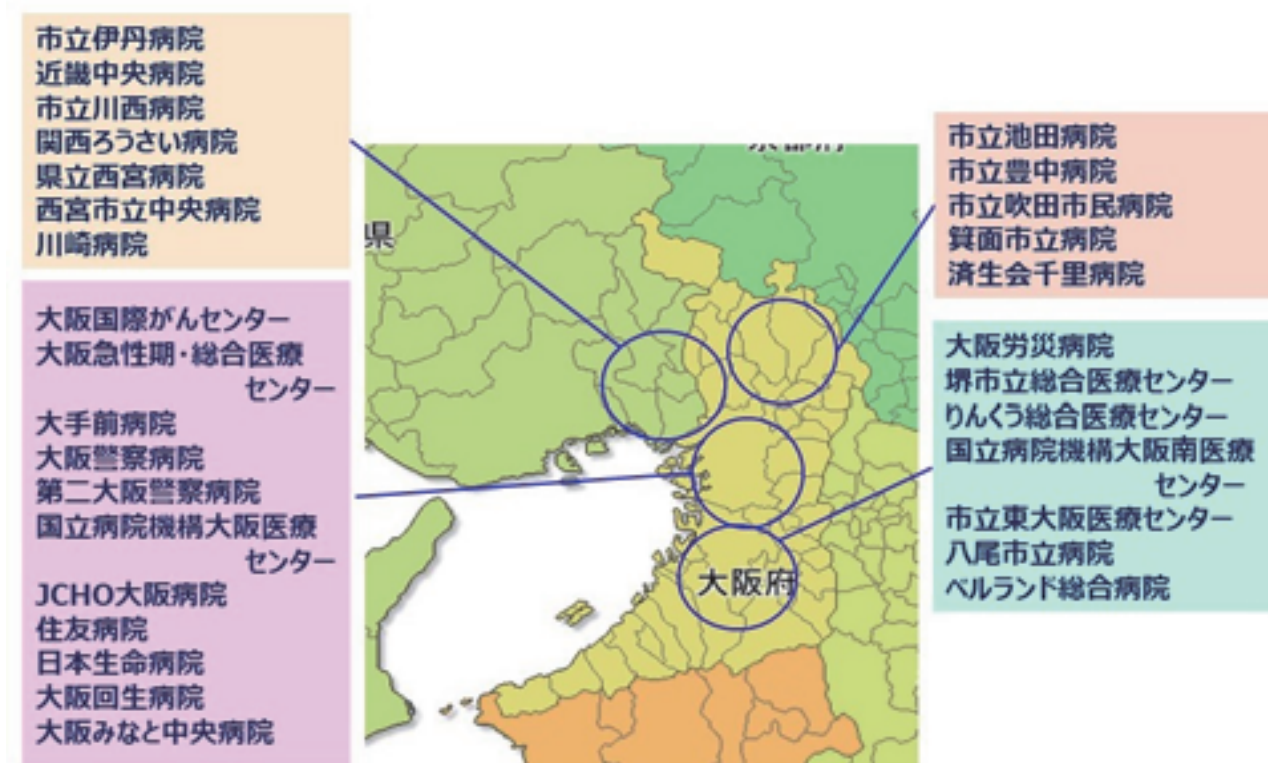 市立伊丹病院
近畿中央病院
市立川西病院
関西ろうさい病院
県立西宮病院
西宮市立中央病院
川崎病院
大阪国際がんセンター
大阪急性期・総合医療
センター
大手前病院
大阪警察病院
第二大阪警察病院
国立病院機構大阪医療
センター
JCHO大阪病院
住友病院
日本生命病院
大阪回生病院
大阪みなと中央病院
県
大阪府
市立池田病院
市立豊中病院
市立吹田市民病院
箕面市立病院
済生会千里病院
大阪労災病院
堺市立総合医療センター
りんくう総合医療センター
国立病院機構大阪南医療
センター
市立東大阪医療センター
八尾市立病院
ベルランド総合病院